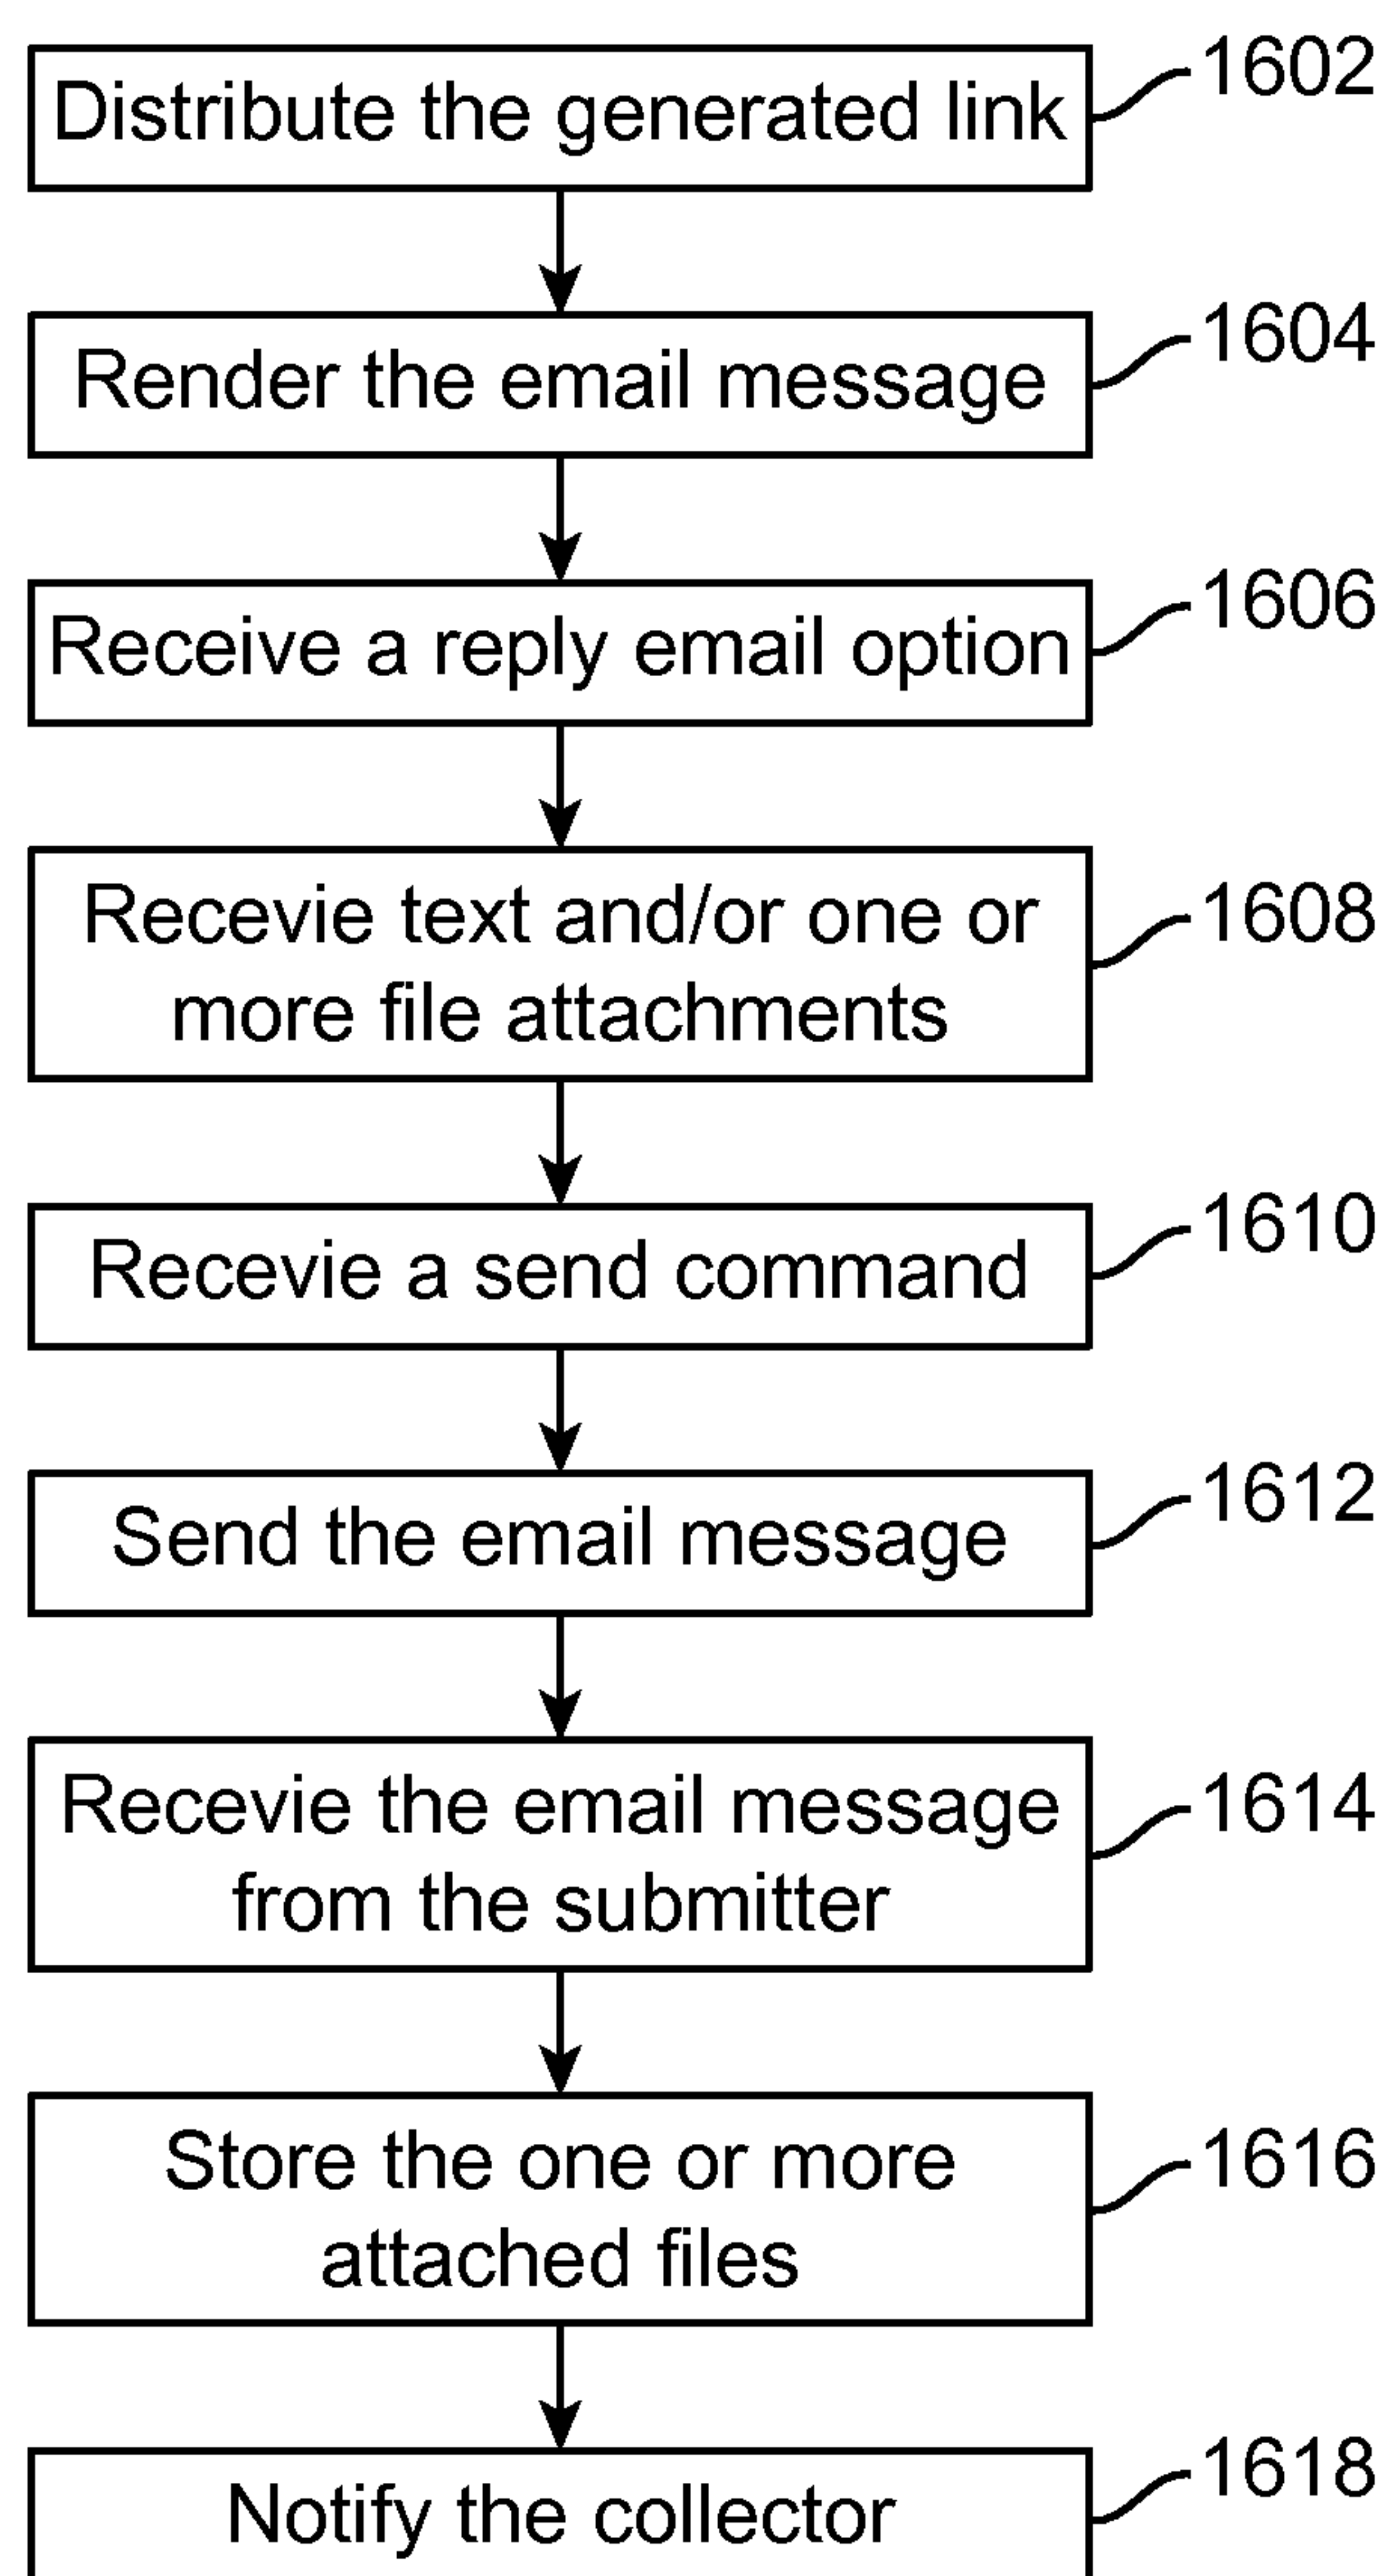 Distribute the generated link
1602
Render the email message
1604
Receive a reply email option
1606
Recevie text and/or one or
more file attachments
1608
Recevie a send command
1610
Send the email message
1612
Recevie the email message
from the submitter
1614
Store the one or more
attached files
1616
Notify the collector
1618